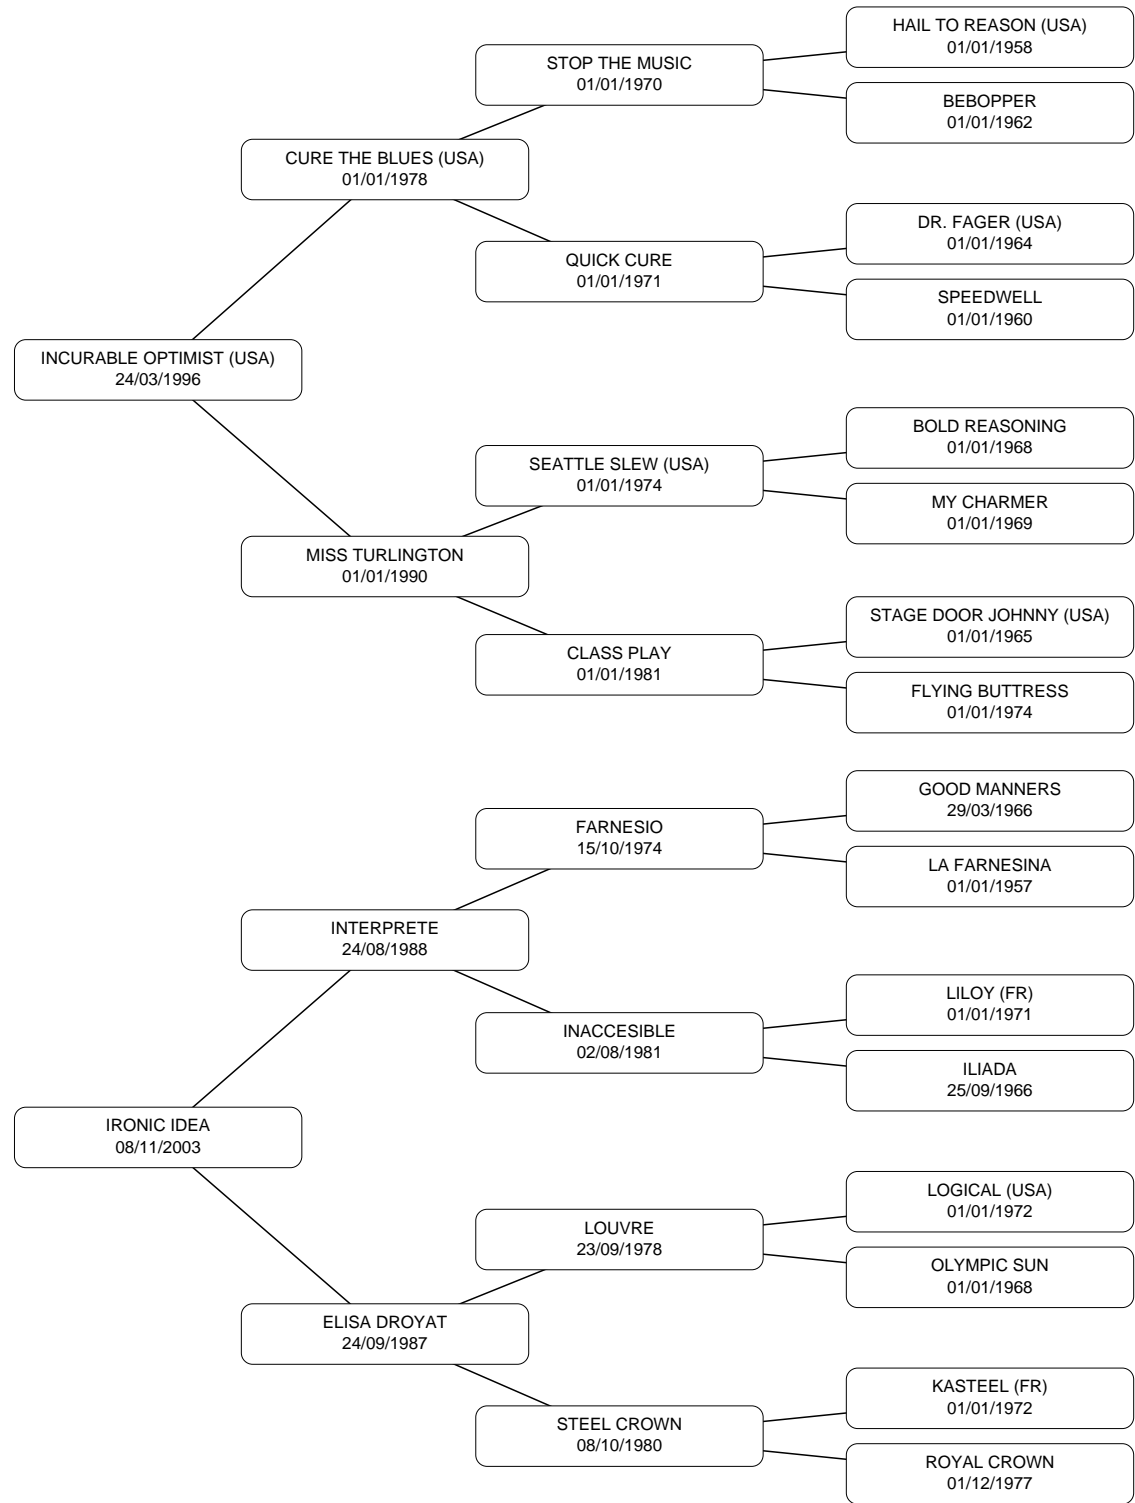 HAIL TO REASON (USA)
01/01/1958
STOP THE MUSIC
01/01/1970
BEBOPPER
01/01/1962
CURE THE BLUES (USA)
01/01/1978
DR. FAGER (USA)
01/01/1964
QUICK CURE
01/01/1971
SPEEDWELL
01/01/1960
INCURABLE OPTIMIST (USA)
24/03/1996
BOLD REASONING
01/01/1968
SEATTLE SLEW (USA)
01/01/1974
MY CHARMER
01/01/1969
MISS TURLINGTON
01/01/1990
STAGE DOOR JOHNNY (USA)
01/01/1965
CLASS PLAY
01/01/1981
FLYING BUTTRESS
01/01/1974
GOOD MANNERS
29/03/1966
FARNESIO
15/10/1974
LA FARNESINA
01/01/1957
INTERPRETE
24/08/1988
LILOY (FR)
01/01/1971
INACCESIBLE
02/08/1981
ILIADA
25/09/1966
IRONIC IDEA
08/11/2003
LOGICAL (USA)
01/01/1972
LOUVRE
23/09/1978
OLYMPIC SUN
01/01/1968
ELISA DROYAT
24/09/1987
KASTEEL (FR)
01/01/1972
STEEL CROWN
08/10/1980
ROYAL CROWN
01/12/1977